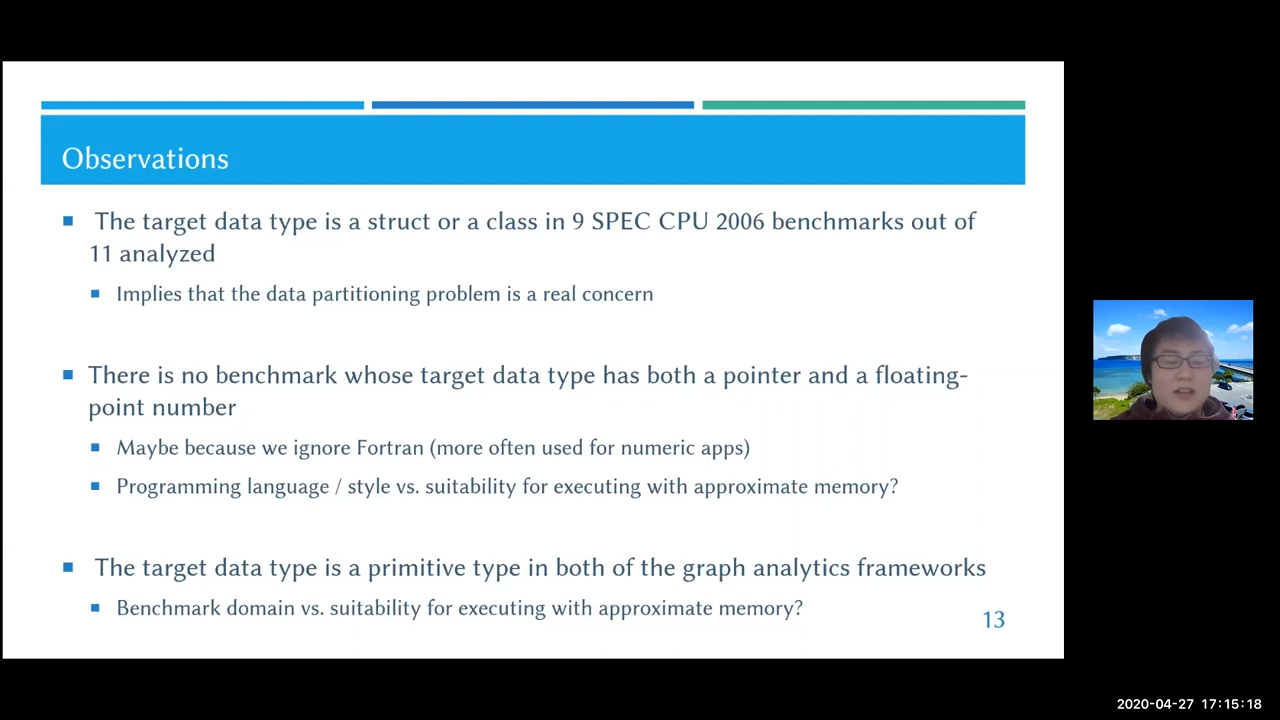 Observations
The target data type is a struct or a class in 9 SPEC CPU 2006 benchmarks out of
11 analyzed
Implies that the data partitioning problem is a real concern
There is no benchmark whose target data type has both a pointer and a floating-
point number
Maybe because we ignore Fortran (more often used for numeric apps)
Programming language / style vs. suitability for executing with approximate memory?
The target data type is a primitive type in both of the graph analytics frameworks
Benchmark domain vs. suitability for executing with approximate memory?
13
2020-04-27 17:15:18